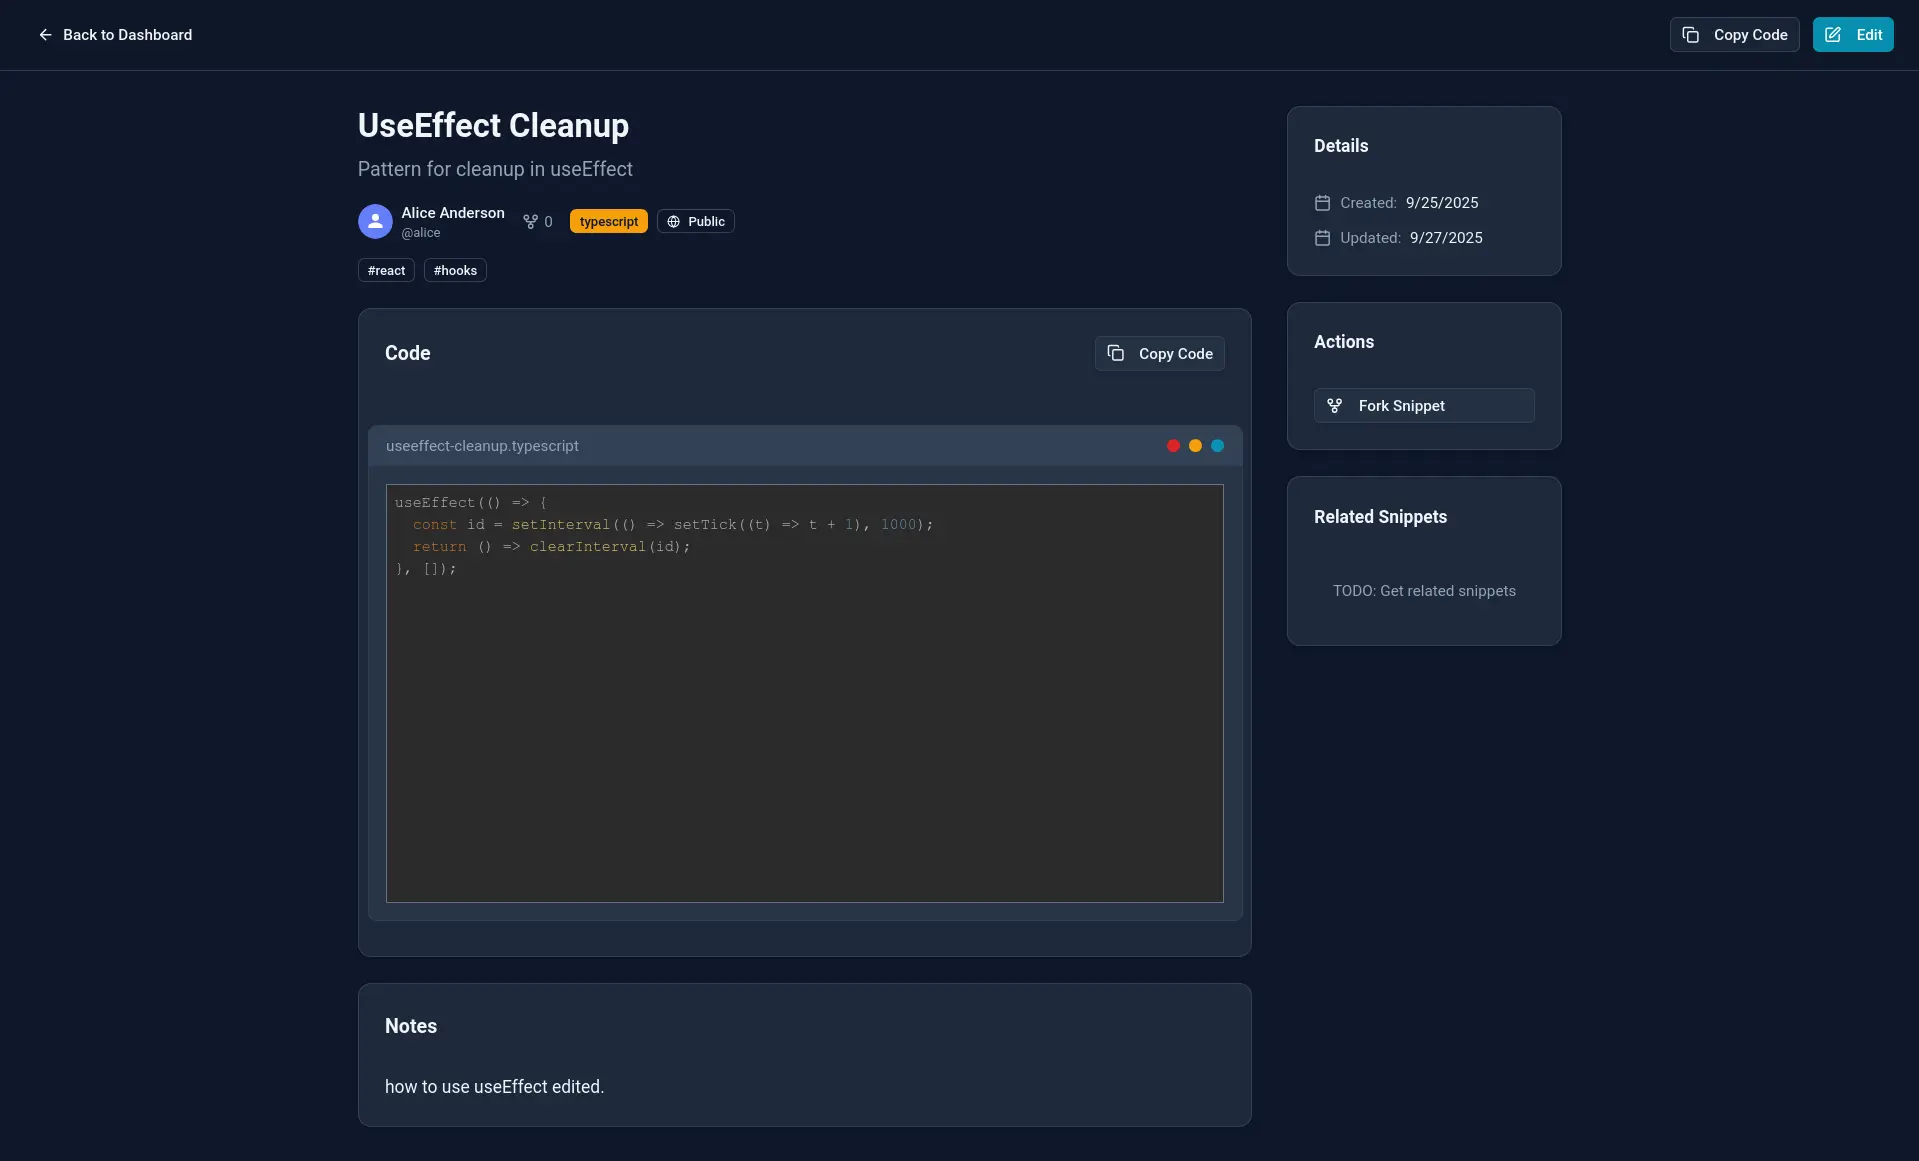 Back to Dashboard
Copy Code
Edit
UseEffect Cleanup
Pattern for cleanup in useEffect
Alice Anderson
@alice
0
typescript
Public
#react
#hooks
Code
Copy Code
useeffect-cleanup.typescript
useEffect(() => {
  const id = setInterval(() => setTick((t) => t + 1), 1000);
  return () => clearInterval(id);
}, []);
Notes
how to use useEffect edited.
Details
Created: 9/25/2025
Updated: 9/27/2025
Actions
Fork Snippet
Related Snippets
TODO: Get related snippets